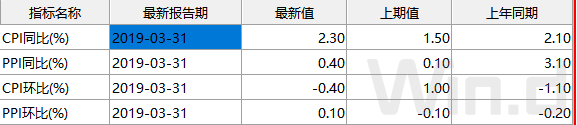 指标名称 最新报告期 最新值 上期值 上年同期
CPI同比(%) 2019-03-31 2.30 1.50 2.10
PPI同比(%) 2019-03-31 0.40 0.10 3.10
CPI环比(%) 2019-03-31 -0.40 1.00 -1.10
PPI环比(%) 2019-03-31 0.10 -0.10 -0.20
Win.d